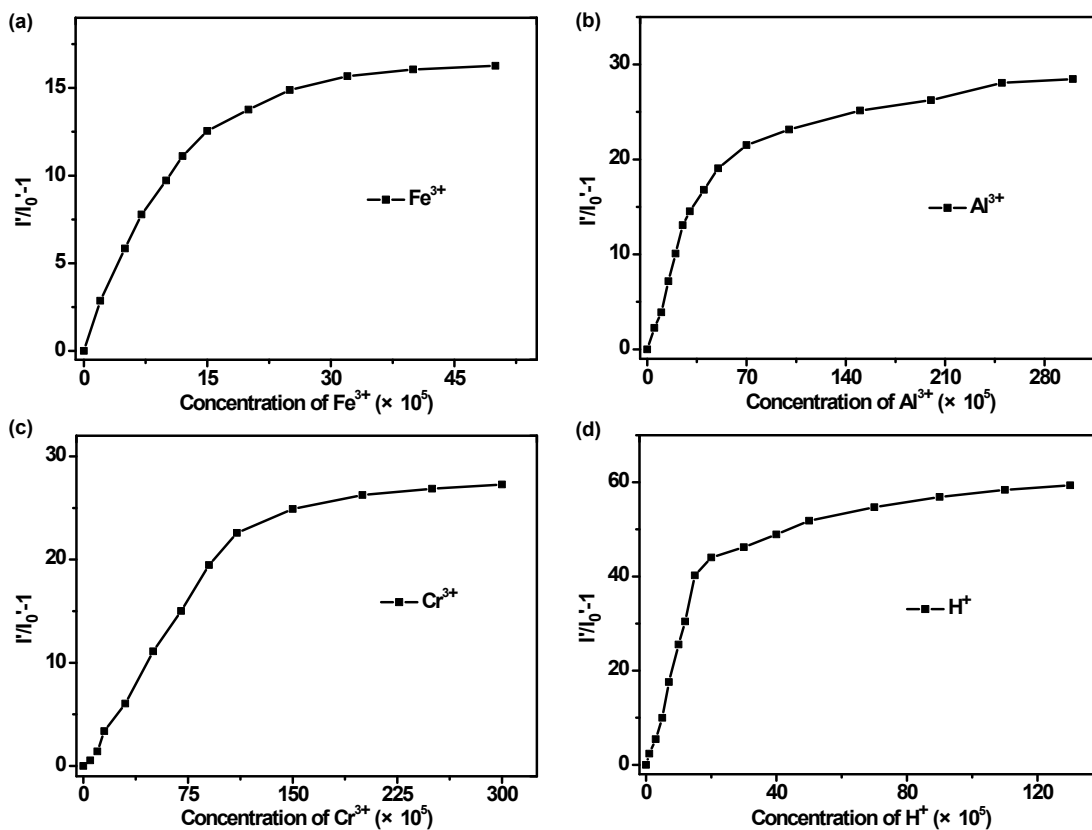 (a)
15
10
5
0
I'/I₀'-1
Fe³⁺
0 15 30 45
Concentration of Fe³⁺ (× 10⁵)
(b)
30
20
10
0
I'/I₀'-1
Al³⁺
0 70 140 210 280
Concentration of Al³⁺ (× 10⁵)
(c)
30
20
10
0
I'/I₀'-1
Cr³⁺
0 75 150 225 300
Concentration of Cr³⁺ (× 10⁵)
(d)
60
40
20
0
I'/I₀'-1
H⁺
0 40 80 120
Concentration of H⁺ (× 10⁵)